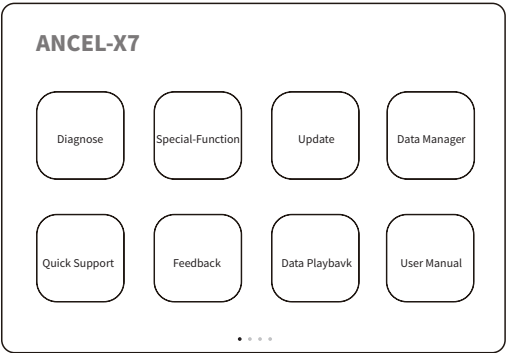 ANCEL-X7
Diagnose
Special-Function
Update
Data Manager
Quick Support
Feedback
Data Playbavk
User Manual